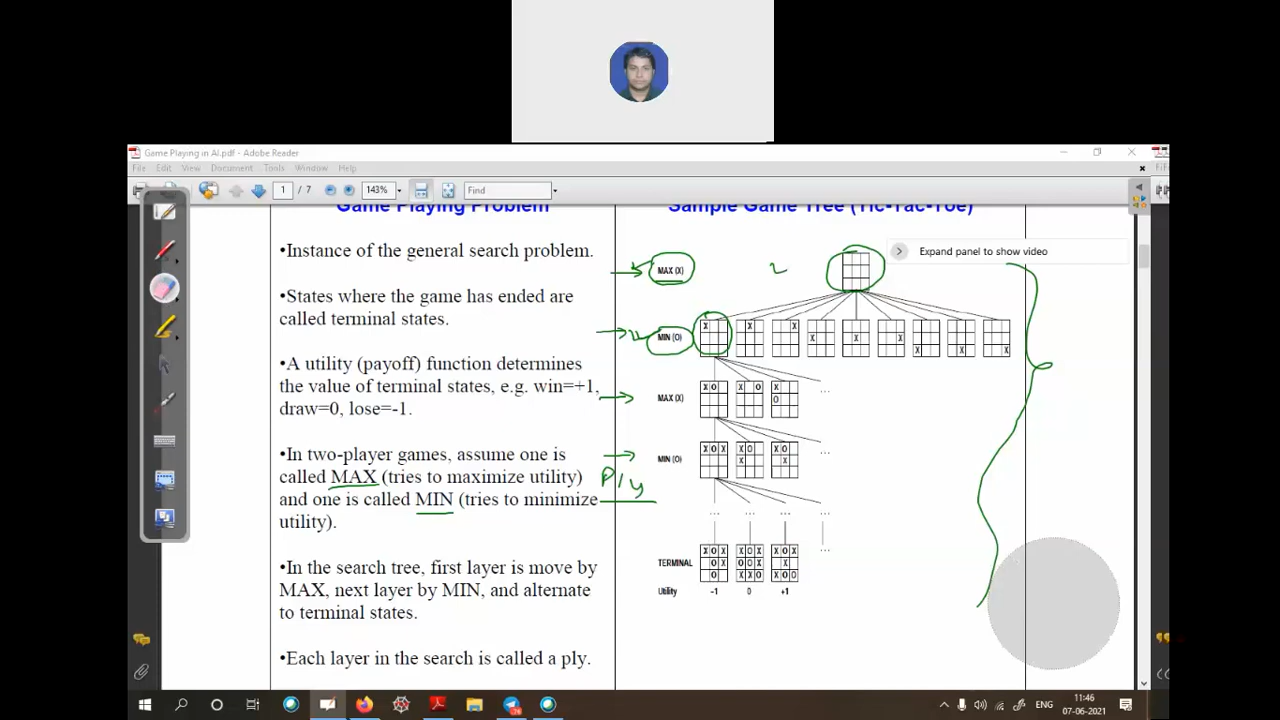 Game Playing in AI.pdf - Adobe Reader
File Edit View Document Tools Window Help
1 / 7 143% Find
Game Playing Problem
•Instance of the general search problem.
•States where the game has ended are
called terminal states.
•A utility (payoff) function determines
the value of terminal states, e.g. win=+1,
draw=0, lose=-1.
•In two-player games, assume one is
called MAX (tries to maximize utility)
and one is called MIN (tries to minimize
utility).
•In the search tree, first layer is move by
MAX, next layer by MIN, and alternate
to terminal states.
•Each layer in the search is called a ply.
Sample Game Tree (Tic-Tac-Toe)
Expand panel to show video
MAX (X)
MIN (O)
X X X X X X X X X
MAX (X)
X O X O X
O
...
MIN (O)
X O X X O X O
X X
...
Ply
... ... ... ...
TERMINAL
X O X O O X X O X
O X O O X X
O X X O X O O
...
Utility -1 0 +1
ENG
11:46
07-06-2021